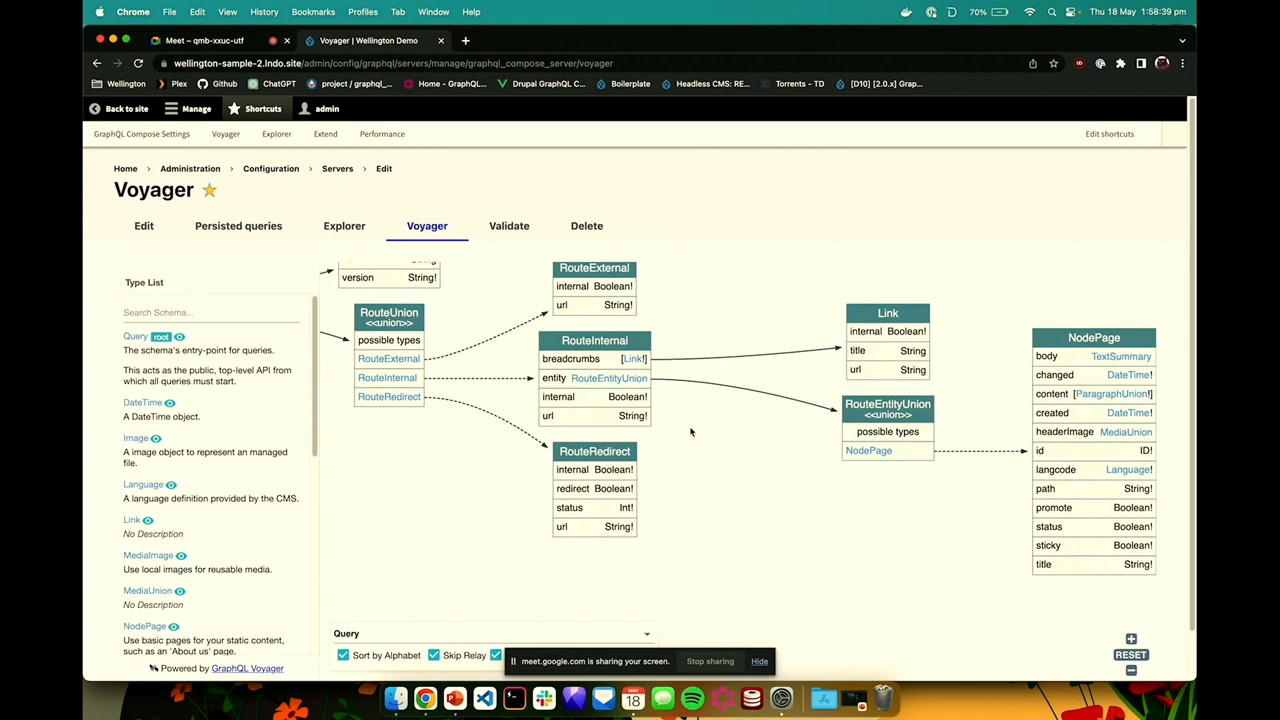 Chrome File Edit View History Bookmarks Profiles Tab Window Help 70% Thu 18 May 1:58:39 pm
Meet – qmb-xxuc-utf Voyager | Wellington Demo
wellington-sample-2.lndo.site/admin/config/graphql/servers/manage/graphql_compose_server/voyager
Wellington Plex Github ChatGPT project / graphql_... Home - GraphQL... Drupal GraphQL C... Boilerplate Headless CMS: RE... Torrents - TD [D10] [2.0.x] Grap...
Back to site Manage Shortcuts admin
GraphQL Compose Settings Voyager Explorer Extend Performance Edit shortcuts
Home › Administration › Configuration › Servers › Edit
Voyager
Edit Persisted queries Explorer Voyager Validate Delete
Type List
Search Schema...
Query root
The schema's entry-point for queries.
This acts as the public, top-level API from
which all queries must start.
DateTime
A DateTime object.
Image
A image object to represent an managed
file.
Language
A language definition provided by the CMS.
Link
No Description
MediaImage
Use local images for reusable media.
MediaUnion
No Description
NodePage
Use basic pages for your static content,
such as an 'About us' page.
Powered by GraphQL Voyager
version String!
RouteUnion
<<union>>
possible types
RouteExternal
RouteInternal
RouteRedirect
RouteExternal
internal Boolean!
url String!
RouteInternal
breadcrumbs [Link!]
entity RouteEntityUnion
internal Boolean!
url String!
RouteRedirect
internal Boolean!
redirect Boolean!
status Int!
url String!
Link
internal Boolean!
title String
url String
RouteEntityUnion
<<union>>
possible types
NodePage
NodePage
body TextSummary
changed DateTime!
content [ParagraphUnion!]
created DateTime!
headerImage MediaUnion
id ID!
langcode Language!
path String!
promote Boolean!
status Boolean!
sticky Boolean!
title String!
Query
Sort by Alphabet Skip Relay
meet.google.com is sharing your screen. Stop sharing Hide
RESET
MAY
18